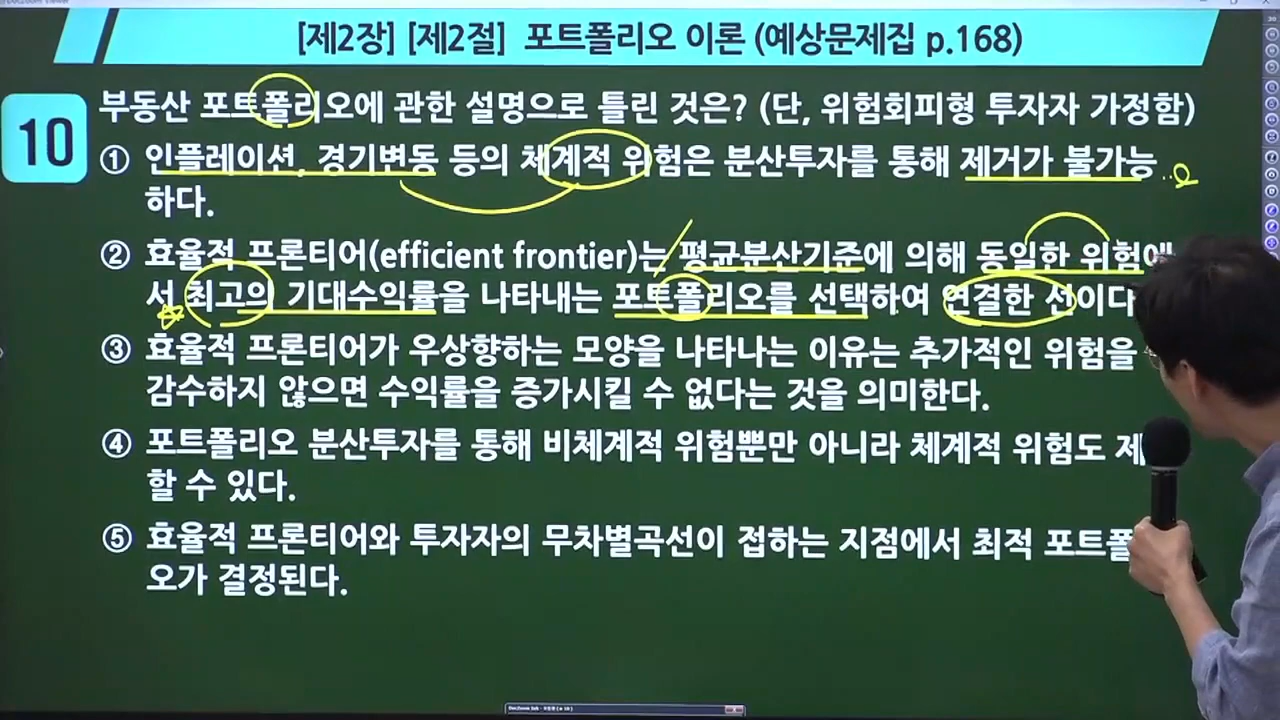 [제2장] [제2절] 포트폴리오 이론 (예상문제집 p.168)
10
부동산 포트폴리오에 관한 설명으로 틀린 것은? (단, 위험회피형 투자자 가정함)
① 인플레이션, 경기변동 등의 체계적 위험은 분산투자를 통해 제거가 불가능
하다.
② 효율적 프론티어(efficient frontier)는 평균분산기준에 의해 동일한 위험에
서 최고의 기대수익률을 나타내는 포트폴리오를 선택하여 연결한 선이다
③ 효율적 프론티어가 우상향하는 모양을 나타나는 이유는 추가적인 위험을
감수하지 않으면 수익률을 증가시킬 수 없다는 것을 의미한다.
④ 포트폴리오 분산투자를 통해 비체계적 위험뿐만 아니라 체계적 위험도 제
할 수 있다.
⑤ 효율적 프론티어와 투자자의 무차별곡선이 접하는 지점에서 최적 포트폴
오가 결정된다.